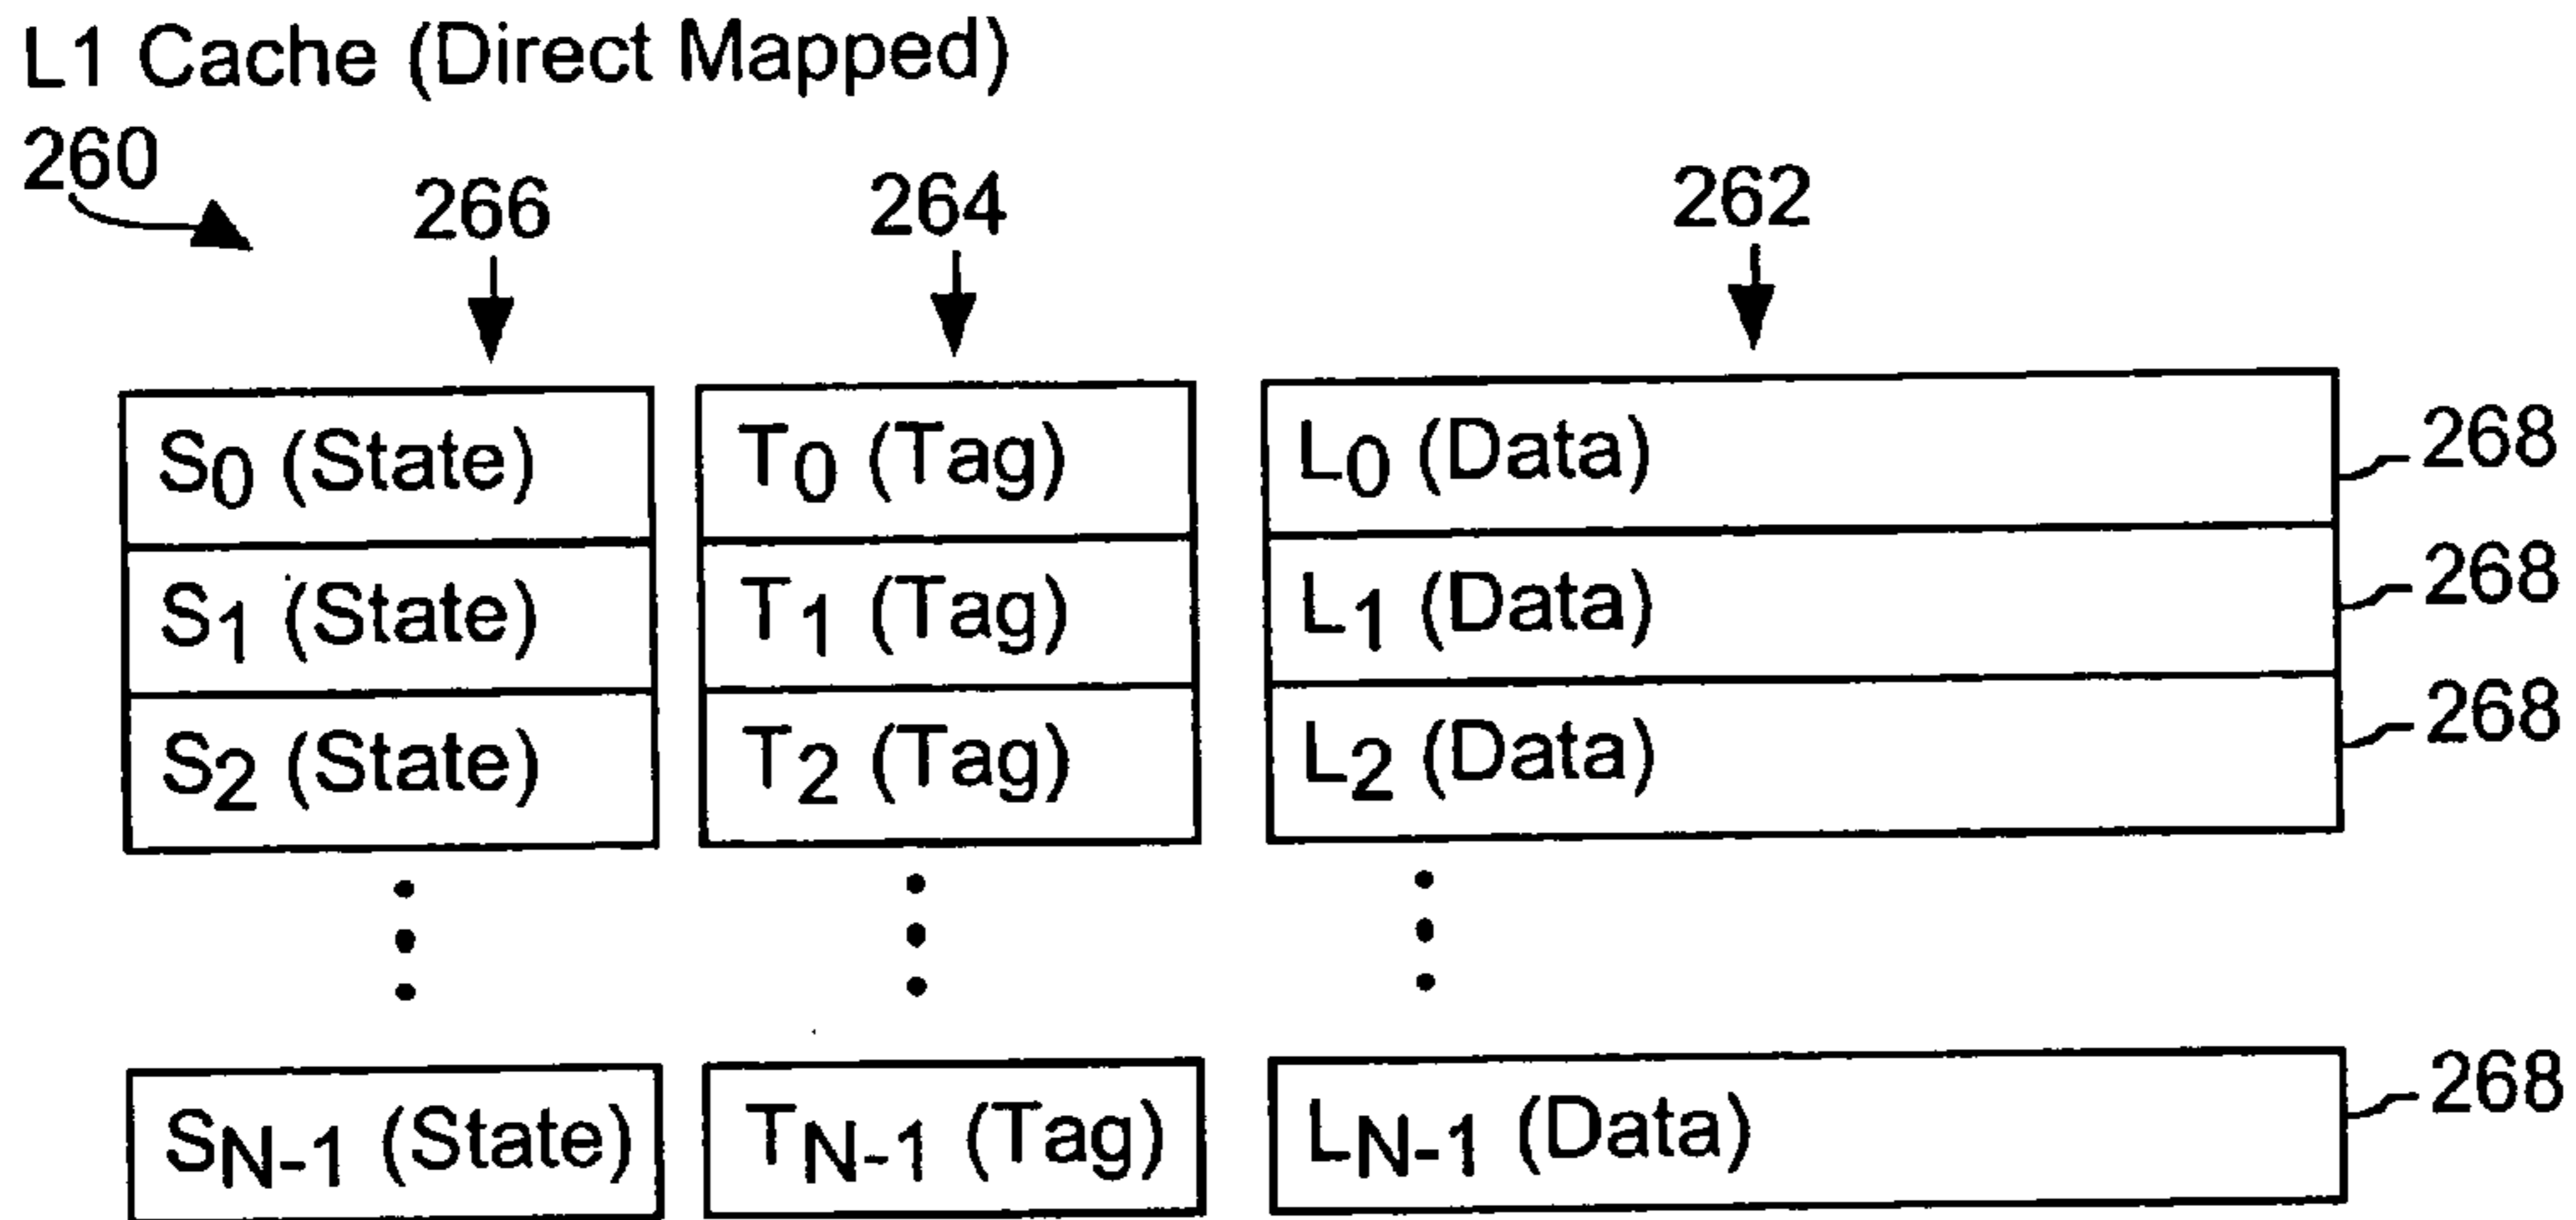 L1 Cache (Direct Mapped)
260
266 264 262
S0 (State) T0 (Tag) L0 (Data) 268
S1 (State) T1 (Tag) L1 (Data) 268
S2 (State) T2 (Tag) L2 (Data) 268
SN-1 (State) TN-1 (Tag) LN-1 (Data) 268